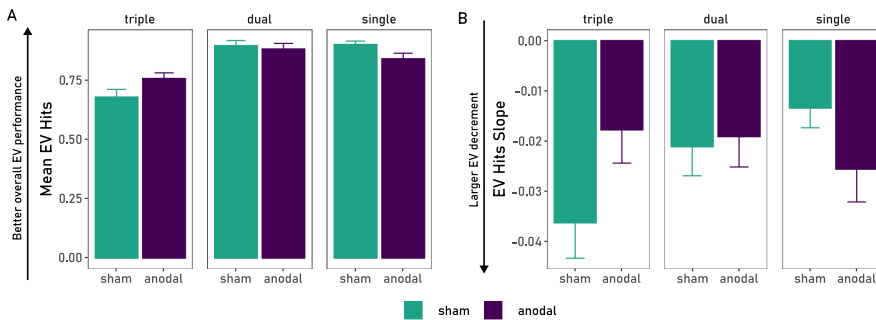 A
triple
dual
single
Better overall EV performance
Mean EV Hits
0.75
0.50
0.25
0.00
sham
anodal
sham
anodal
sham
anodal
B
triple
dual
single
Larger EV decrement
EV Hits Slope
0.00
−0.01
−0.02
−0.03
−0.04
sham
anodal
sham
anodal
sham
anodal
sham
anodal